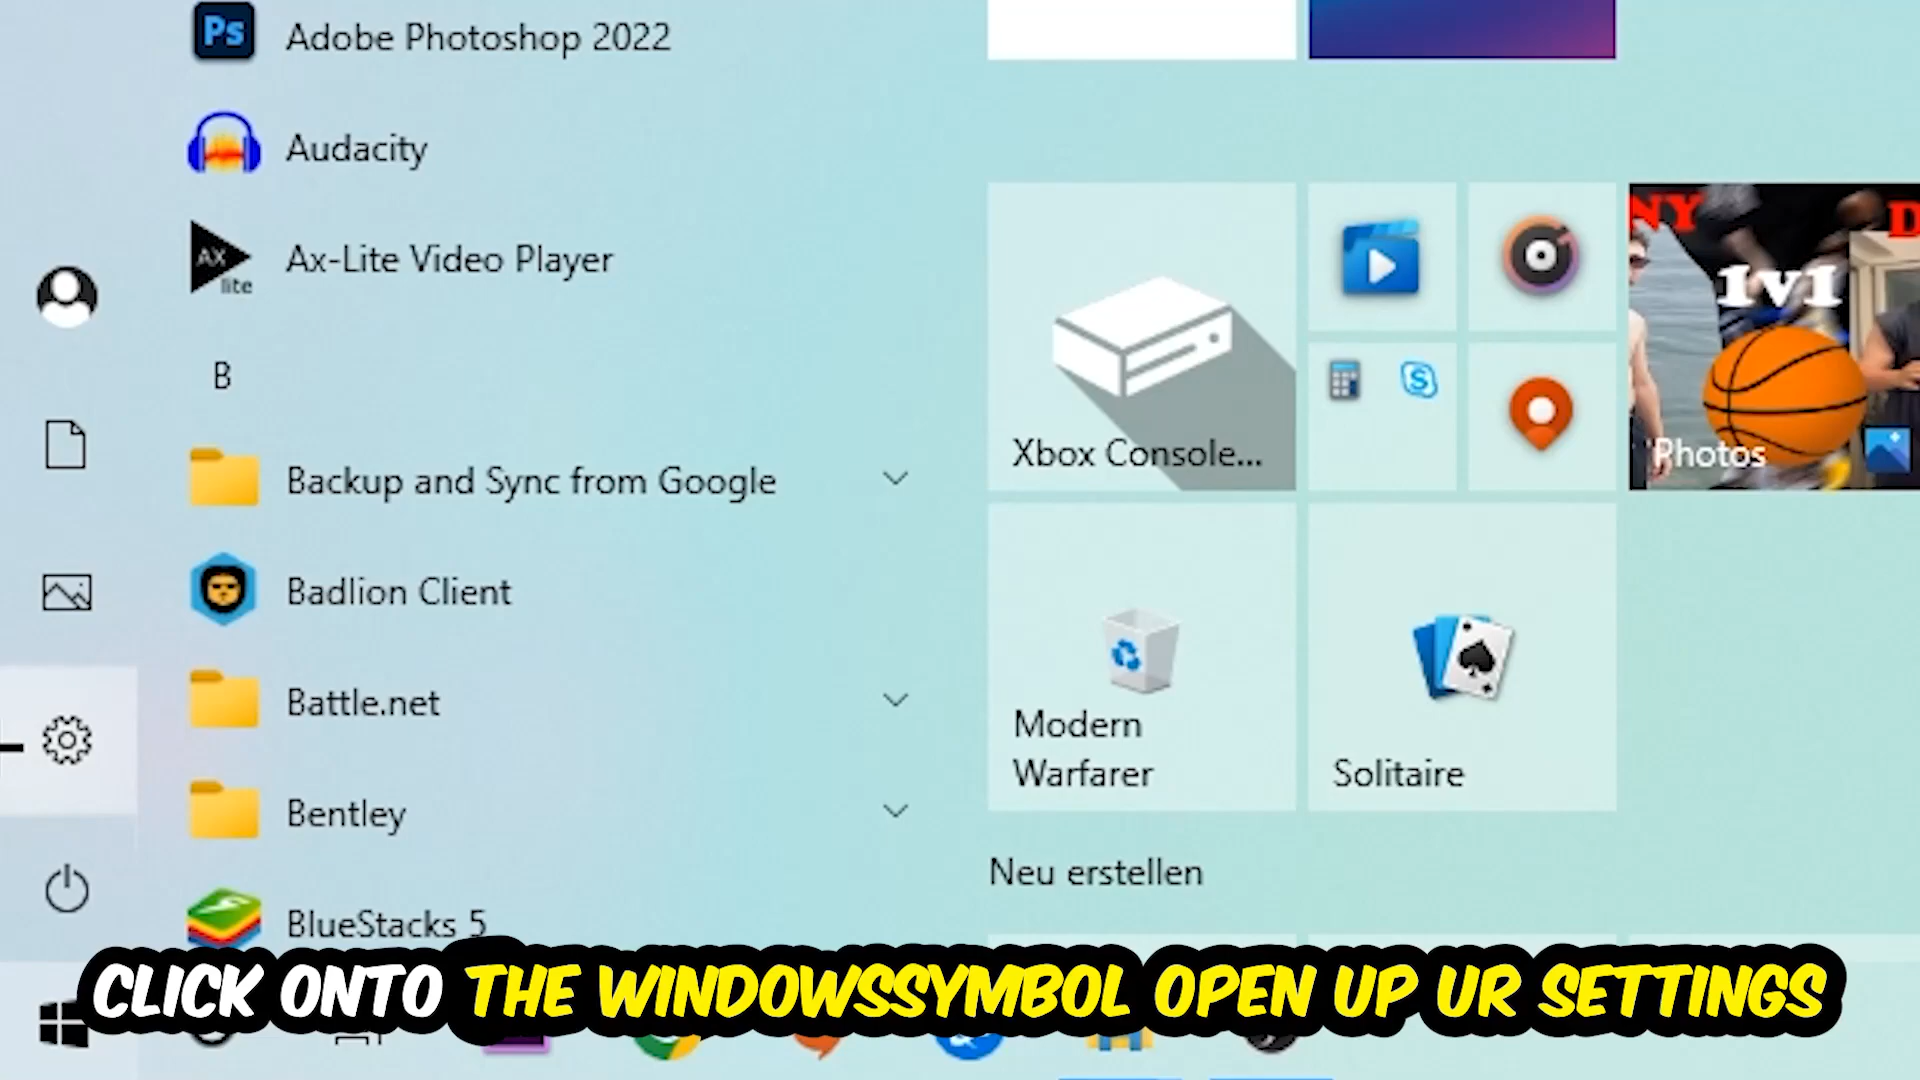 Ps Adobe Photoshop 2022
Audacity
AX Ax-Lite Video Player
lite
B
Backup and Sync from Google
Badlion Client
Battle.net
Bentley
BlueStacks 5
Xbox Console...
S
NY
D
1v1
Photos
Modern
Warfarer
Solitaire
Neu erstellen
CLICK ONTO THE WINDOWSSYMBOL OPEN UP UR SETTINGS